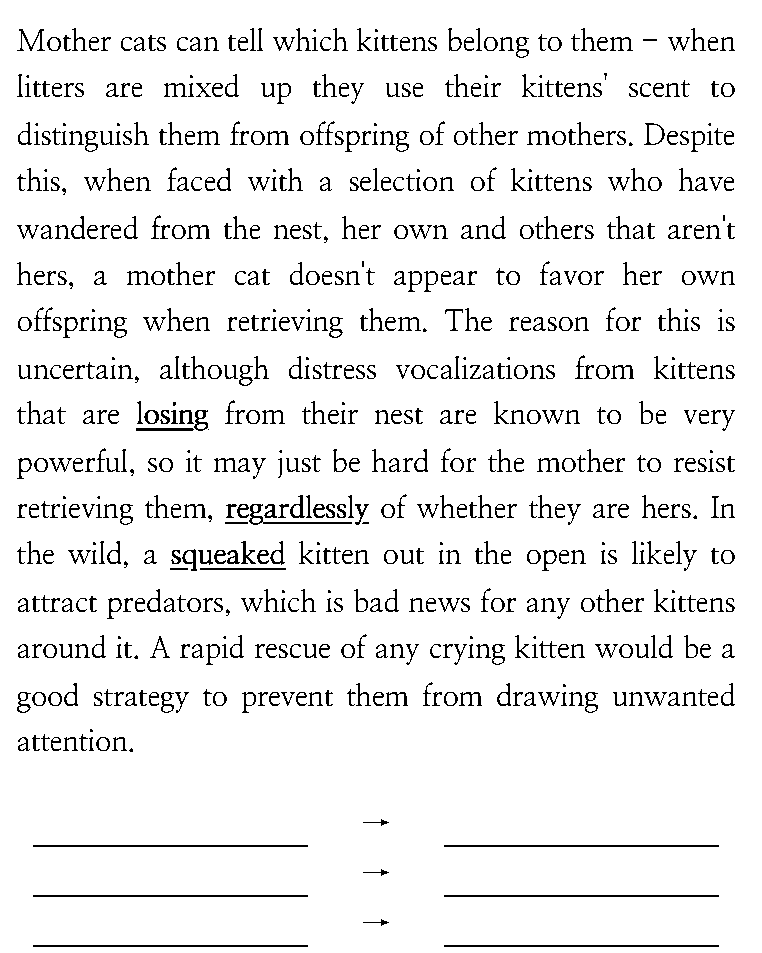 Mother cats can tell which kittens belong to them – when
litters are mixed up they use their kittens' scent to
distinguish them from offspring of other mothers. Despite
this, when faced with a selection of kittens who have
wandered from the nest, her own and others that aren't
hers, a mother cat doesn't appear to favor her own
offspring when retrieving them. The reason for this is
uncertain, although distress vocalizations from kittens
that are losing from their nest are known to be very
powerful, so it may just be hard for the mother to resist
retrieving them, regardlessly of whether they are hers. In
the wild, a squeaked kitten out in the open is likely to
attract predators, which is bad news for any other kittens
around it. A rapid rescue of any crying kitten would be a
good strategy to prevent them from drawing unwanted
attention.
→
→
→